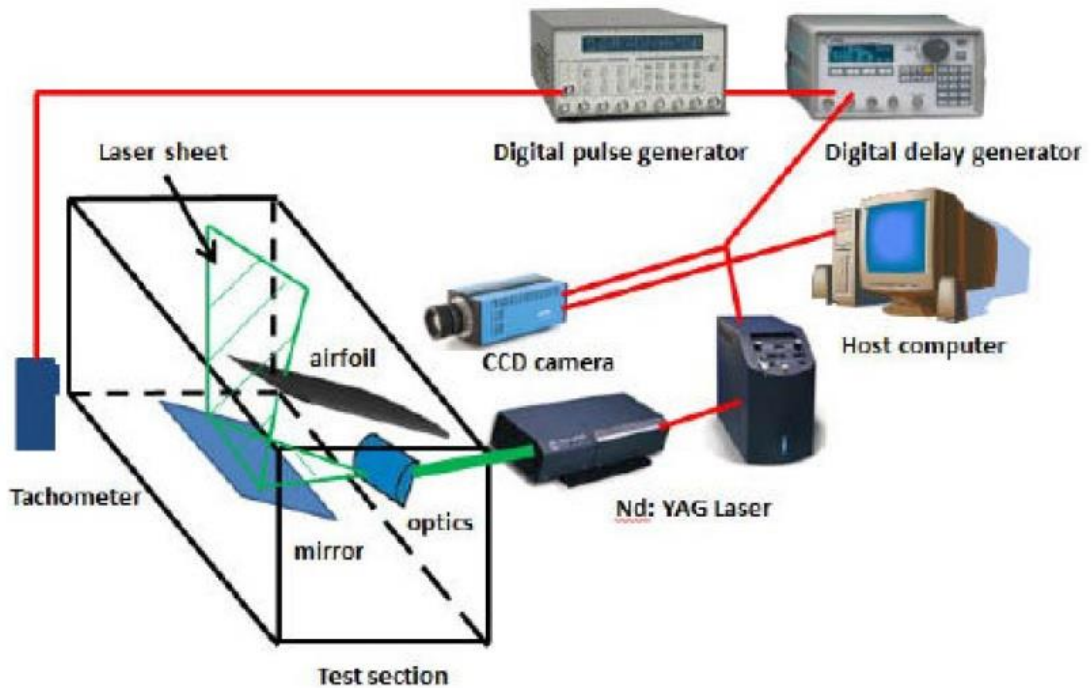 Laser sheet
Digital pulse generator
Digital delay generator
airfoil
CCD camera
Host computer
Tachometer
optics
Nd: YAG Laser
mirror
Test section